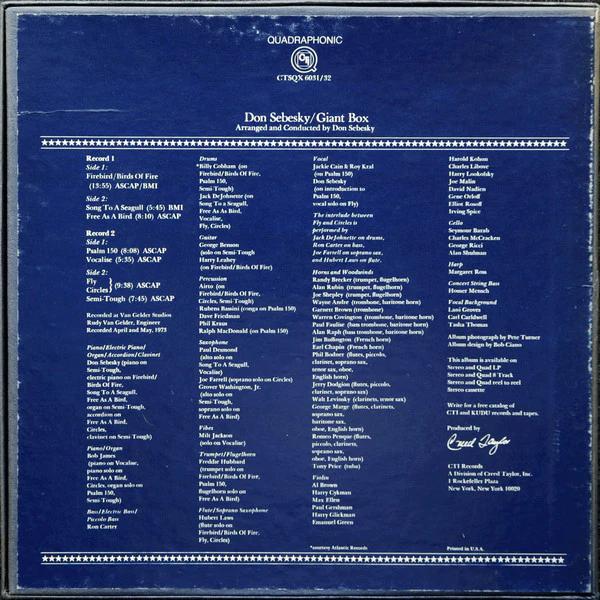 QUADRAPHONIC
CTI
CTSQX 6031/32
Don Sebesky/Giant Box
Arranged and Conducted by Don Sebesky
Record 1
Side 1:
Firebird/Birds Of Fire
(13:55) ASCAP/BMI
Side 2:
Song To A Seagull (5:45) BMI
Free As A Bird (8:10) ASCAP
Record 2
Side 1:
Psalm 150 (8:08) ASCAP
Vocalise (5:35) ASCAP
Side 2:
Fly
Circles } (9:38) ASCAP
Semi-Tough (7:45) ASCAP
Recorded at Van Gelder Studios
Rudy Van Gelder, Engineer
Recorded April and May, 1973
Piano/Electric Piano/
Organ/Accordion/Clavinet
Don Sebesky (piano on
Semi-Tough,
electric piano on Firebird/
Birds Of Fire,
Song To A Seagull,
Free As A Bird,
organ on Semi-Tough,
accordion on
Free As A Bird,
Circles,
clavinet on Semi-Tough)
Piano/Organ
Bob James
(piano on Vocalise,
piano solo on
Free As A Bird,
Circles, organ solo on
Psalm 150,
Semi-Tough)
Bass/Electric Bass/
Piccolo Bass
Ron Carter
Drums
*Billy Cobham (on
Firebird/Birds Of Fire,
Psalm 150,
Semi-Tough)
Jack DeJohnette (on
Song To a Seagull,
Free As A Bird,
Vocalise,
Fly, Circles)
Guitar
George Benson
(solo on Semi-Tough)
Harry Leahey
(on Firebird/Birds Of Fire)
Percussion
Airto (on
Firebird/Birds Of Fire,
Circles, Semi-Tough)
Rubens Bassini (conga on Psalm 150)
Dave Friedman
Phil Kraus
Ralph MacDonald (on Psalm 150)
Saxophone
Paul Desmond
(alto solo on
Song To A Seagull,
Vocalise)
Joe Farrell (soprano solo on Circles)
Grover Washington, Jr.
(alto solo on
Semi-Tough,
soprano solo on
Free As A Bird)
Vibes
Milt Jackson
(solo on Vocalise)
Trumpet/Flugelhorn
Freddie Hubbard
(trumpet solo on
Firebird/Birds Of Fire,
Psalm 150,
flugelhorn solo on
Free As A Bird)
Flute/Soprano Saxophone
Hubert Laws
(flute solo on
Firebird/Birds Of Fire,
Fly, Circles)
Vocal
Jackie Cain & Roy Kral
(on Psalm 150)
Don Sebesky
(on introduction to
Psalm 150,
vocal solo on Fly)
The interlude between
Fly and Circles is
performed by
Jack DeJohnette on drums,
Ron Carter on bass,
Joe Farrell on soprano sax,
and Hubert Laws on flute.
Horns and Woodwinds
Randy Brecker (trumpet, flugelhorn)
Alan Rubin (trumpet, flugelhorn)
Joe Shepley (trumpet, flugelhorn)
Wayne Andre (trombone, baritone horn)
Garnett Brown (trombone)
Warren Covington (trombone, baritone horn)
Paul Faulise (bass trombone, baritone horn)
Alan Raph (bass trombone, baritone horn)
Jim Buffington (French horn)
Earl Chapin (French horn)
Phil Bodner (flutes, piccolo,
clarinet, soprano sax,
tenor sax, oboe,
English horn)
Jerry Dodgion (flutes, piccolo,
clarinet, soprano sax)
Walt Levinsky (clarinets, tenor sax)
George Marge (flutes, clarinets,
soprano sax,
baritone sax,
oboe, English horn)
Romeo Penque (flutes,
piccolo, clarinets,
soprano sax,
oboe, English horn)
Tony Price (tuba)
Violin
Al Brown
Harry Cykman
Max Ellen
Paul Gershman
Harry Glickman
Emanuel Green
Harold Kohon
Charles Libove
Harry Lookofsky
Joe Malin
David Nadien
Gene Orloff
Elliot Rosoff
Irving Spice
Cello
Seymour Barab
Charles McCracken
George Ricci
Alan Shulman
Harp
Margaret Ross
Concert String Bass
Homer Mensch
Vocal Background
Lani Groves
Carl Caldwell
Tasha Thomas
Album photograph by Pete Turner
Album design by Bob Ciano
This album is available on
Stereo and Quad LP
Stereo and Quad 8 Track
Stereo and Quad reel to reel
Stereo cassette
Write for a free catalog of
CTI and KUDU records and tapes.
Produced by
Creed Taylor
CTI Records
A Division of Creed Taylor, Inc.
1 Rockefeller Plaza
New York, New York 10020
*courtesy Atlantic Records
Printed in U.S.A.